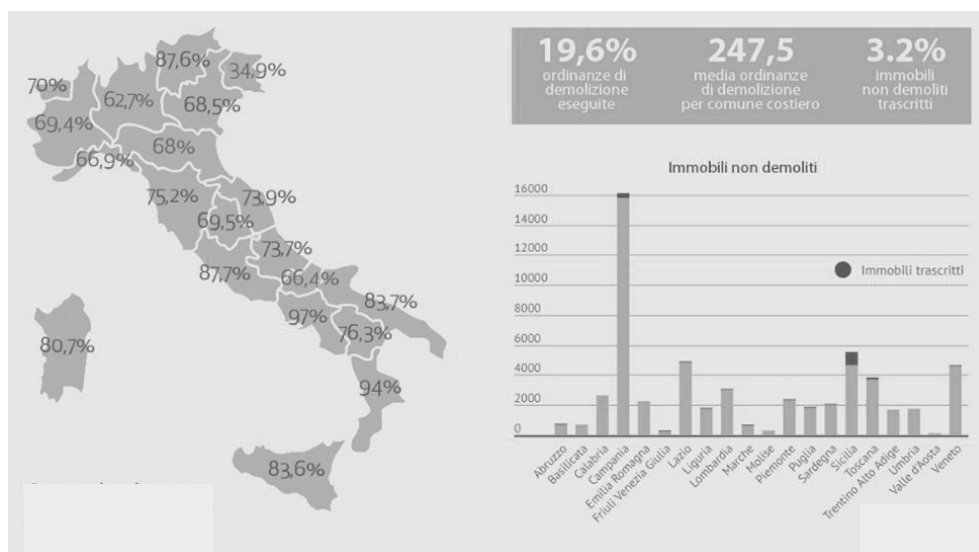 87,6%
34,9%
70%
62,7%
68,5%
69,4%
68%
66,9%
75,2%
73,9%
69,5%
73,7%
87,7%
66,4%
83,7%
97%
76,3%
80,7%
94%
83,6%
19,6%
ordinanze di
demolizione
eseguite
247,5
media ordinanze
di demolizione
per comune costiero
3.2%
immobili
non demoliti
trascritti
Immobili non demoliti
16000
14000
12000
10000
8000
6000
4000
2000
0
Immobili trascritti
Abruzzo
Basilicata
Calabria
Campania
Emilia Romagna
Friuli Venezia Giulia
Lazio
Liguria
Lombardia
Marche
Molise
Piemonte
Puglia
Sardegna
Sicilia
Toscana
Trentino Alto Adige
Umbria
Valle d'Aosta
Veneto